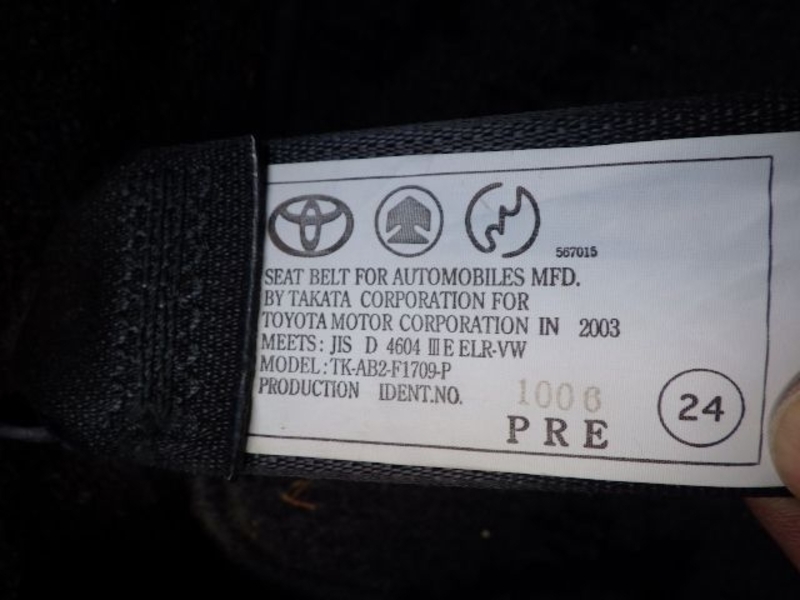 567015
SEAT BELT FOR AUTOMOBILES MFD.
BY TAKATA CORPORATION FOR
TOYOTA MOTOR CORPORATION IN 2003
MEETS: JIS D 4604 III E ELR-VW
MODEL: TK-AB2-F1709-P
PRODUCTION IDENT.NO. 1006
PRE
24